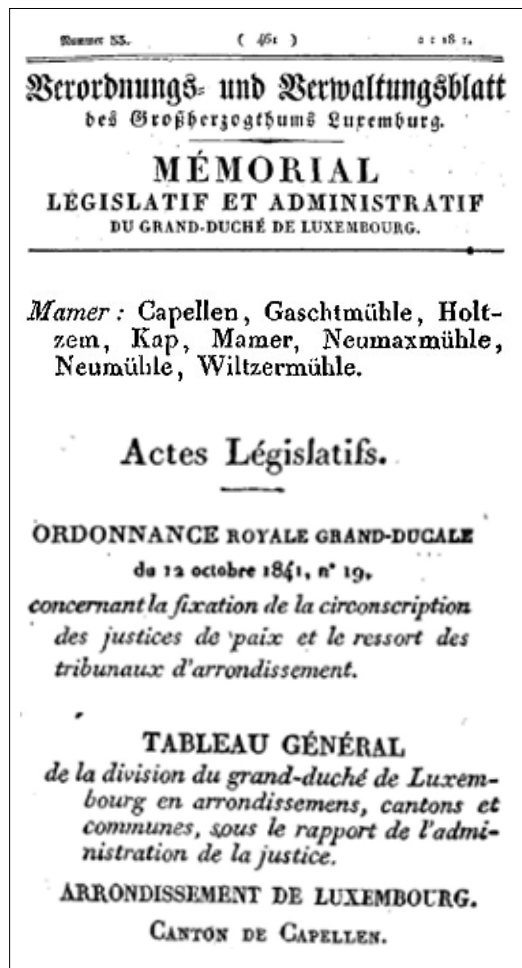 Nummer 53. ( 461 )
Verordnungs- und Verwaltungsblatt
des Großherzogthums Luxemburg.
MÉMORIAL
LÉGISLATIF ET ADMINISTRATIF
DU GRAND-DUCHÉ DE LUXEMBOURG.
Mamer : Capellen, Gaschtmühle, Holt-
zem, Kap, Mamer, Neumaxmühle,
Neumühle, Wiltzermühle.
Actes Législatifs.
ORDONNANCE ROYALE GRAND-DUCALE
du 12 octobre 1841, n° 19,
concernant la fixation de la circonscription
des justices de paix et le ressort des
tribunaux d'arrondissement.
TABLEAU GÉNÉRAL
de la division du grand-duché de Luxem-
bourg en arrondissemens, cantons et
communes, sous le rapport de l'admi-
nistration de la justice.
ARRONDISSEMENT DE LUXEMBOURG.
CANTON DE CAPELLEN.